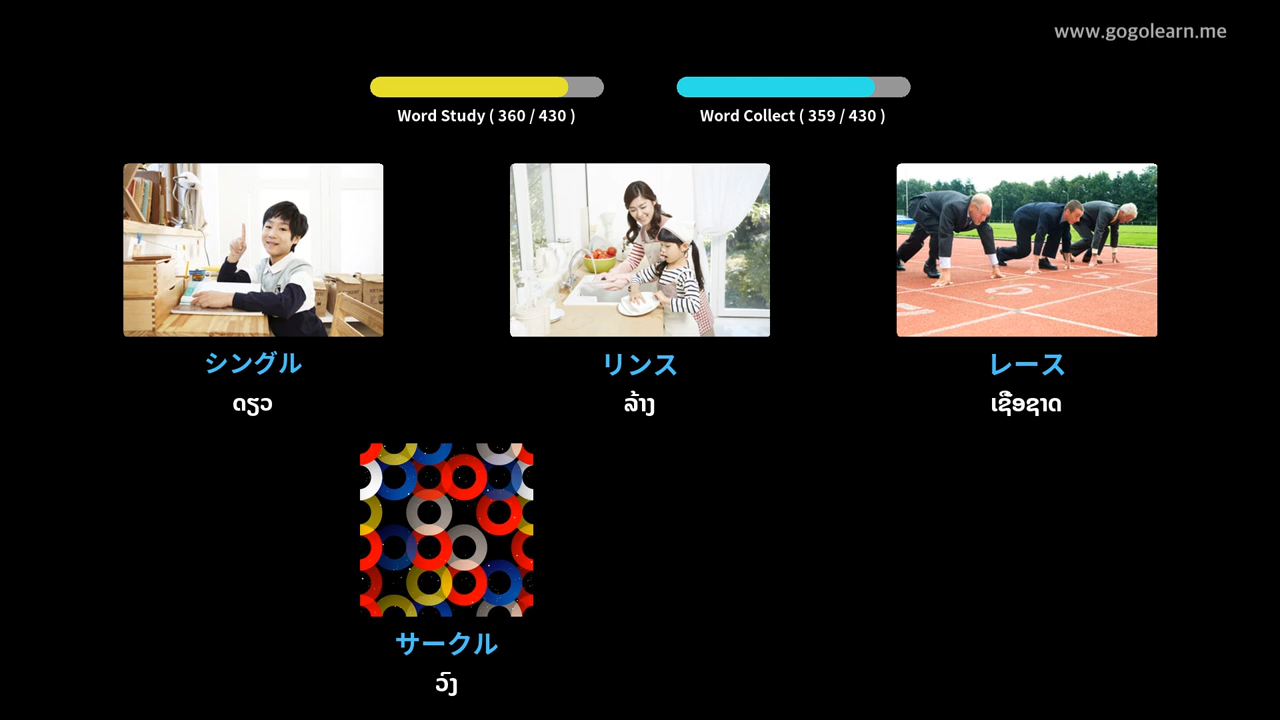 www.gogolearn.me
Word Study ( 360 / 430 )
Word Collect ( 359 / 430 )
シングル
ດຽວ
リンス
ລ້າງ
レース
ເຊື້ອຊາດ
サークル
ວົງ